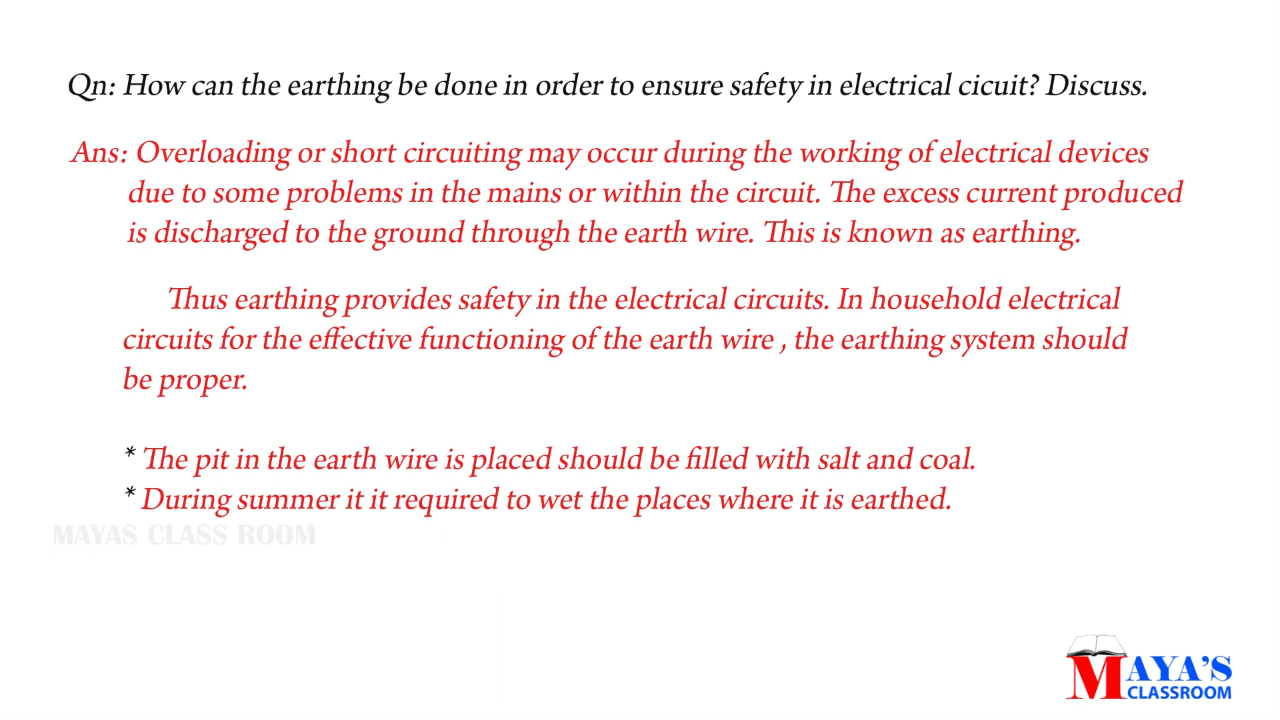 Qn: How can the earthing be done in order to ensure safety in electrical cicuit? Discuss.
Ans: Overloading or short circuiting may occur during the working of electrical devices
due to some problems in the mains or within the circuit. The excess current produced
is discharged to the ground through the earth wire. This is known as earthing.
Thus earthing provides safety in the electrical circuits. In household electrical
circuits for the effective functioning of the earth wire , the earthing system should
be proper.
* The pit in the earth wire is placed should be filled with salt and coal.
* During summer it it required to wet the places where it is earthed.
MAYAS CLASS ROOM
MAYA'S
CLASSROOM